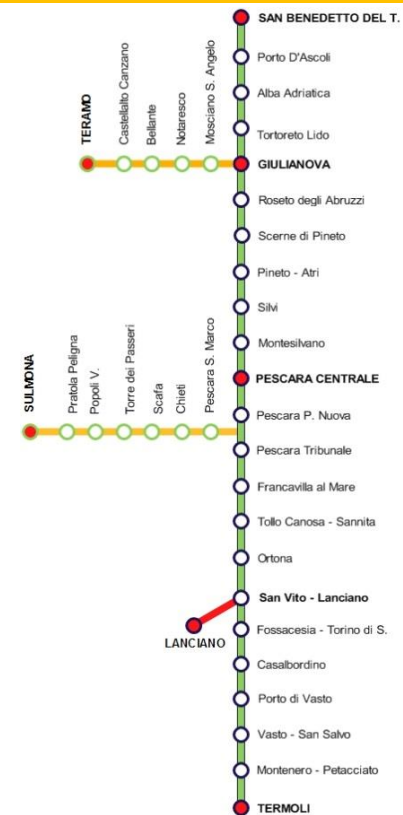 SAN BENEDETTO DEL T.
Porto D'Ascoli
Alba Adriatica
Tortoreto Lido
GIULIANOVA
Roseto degli Abruzzi
Scerne di Pineto
Pineto - Atri
Silvi
Montesilvano
PESCARA CENTRALE
Pescara P. Nuova
Pescara Tribunale
Francavilla al Mare
Tollo Canosa - Sannita
Ortona
San Vito - Lanciano
Fossacesia - Torino di S.
Casalbordino
Porto di Vasto
Vasto - San Salvo
Montenero - Petacciato
TERMOLI
TERAMO
Castellalto Canzano
Bellante
Notaresco
Mosciano S. Angelo
SULMONA
Pratola Peligna
Popoli V.
Torre dei Passeri
Scafa
Chieti
Pescara S. Marco
LANCIANO